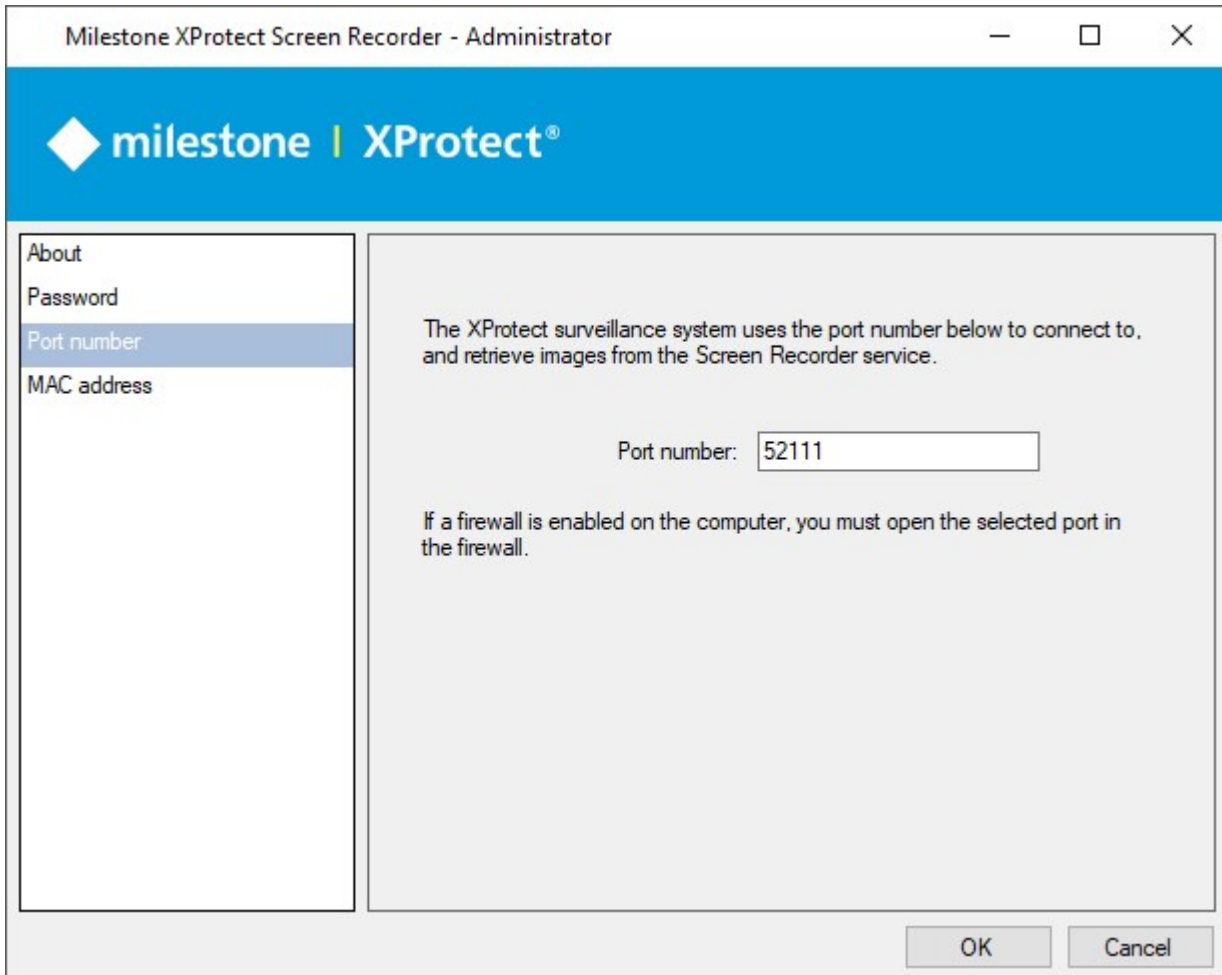 Milestone XProtect Screen Recorder - Administrator
milestone | XProtect®
About
Password
Port number
MAC address
The XProtect surveillance system uses the port number below to connect to,
and retrieve images from the Screen Recorder service.
Port number: 52111
If a firewall is enabled on the computer, you must open the selected port in
the firewall.
OK Cancel